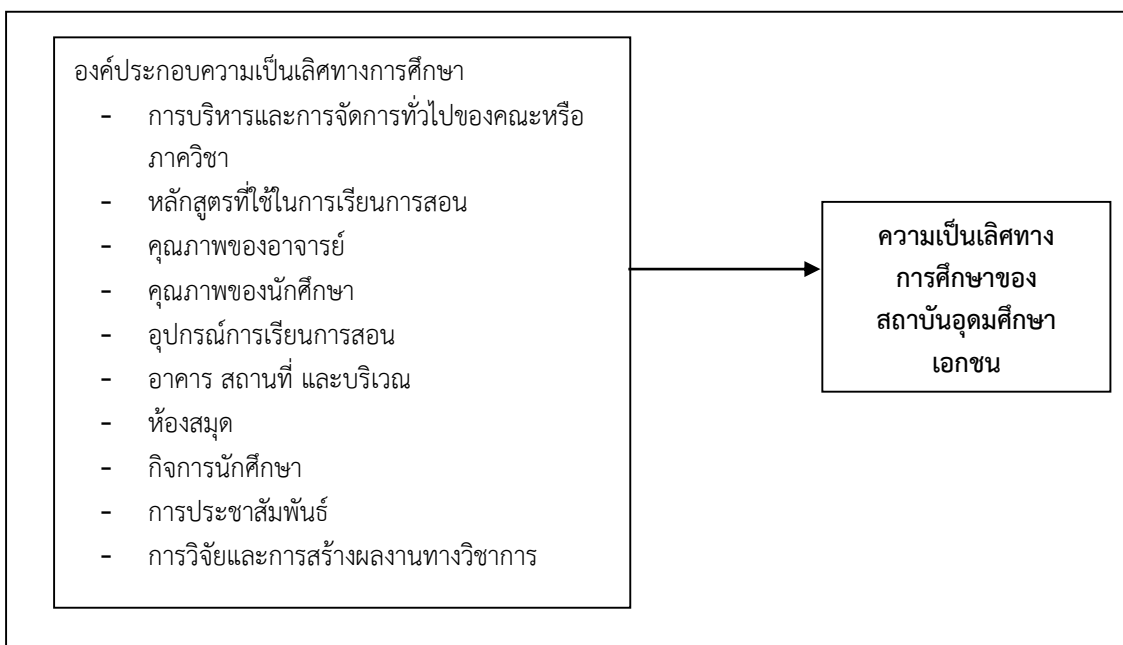 องค์ประกอบความเป็นเลิศทางการศึกษา
- การบริหารและการจัดการทั่วไปของคณะหรือ
ภาควิชา
- หลักสูตรที่ใช้ในการเรียนการสอน
- คุณภาพของอาจารย์
- คุณภาพของนักศึกษา
- อุปกรณ์การเรียนการสอน
- อาคาร สถานที่ และบริเวณ
- ห้องสมุด
- กิจการนักศึกษา
- การประชาสัมพันธ์
- การวิจัยและการสร้างผลงานทางวิชาการ
ความเป็นเลิศทาง
การศึกษาของ
สถาบันอุดมศึกษา
เอกชน